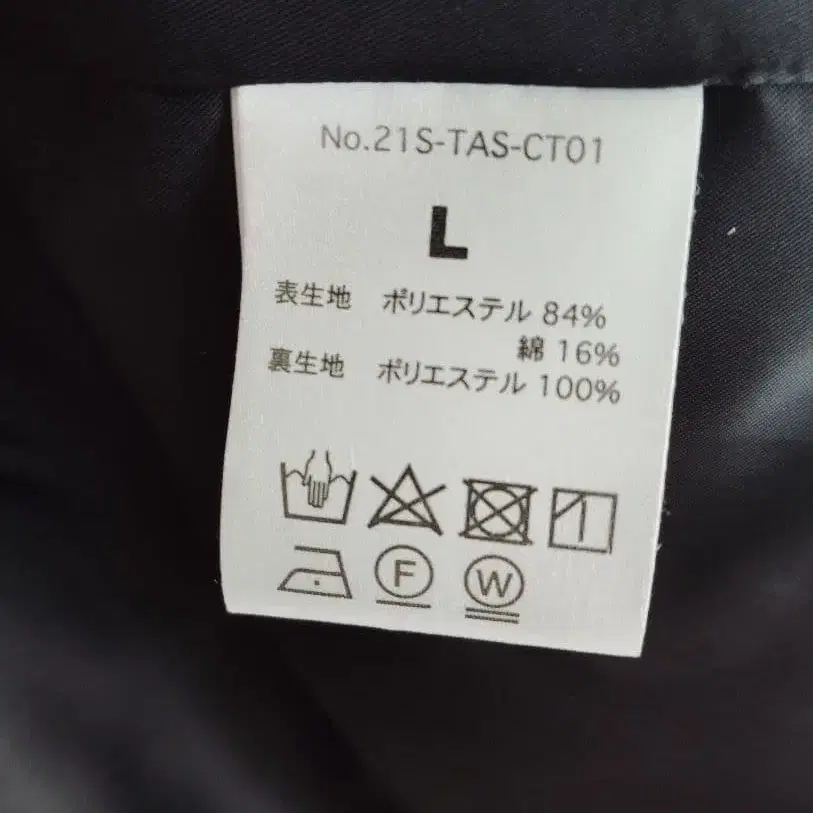 No.21S-TAS-CT01
L
表生地 ポリエステル 84%
綿 16%
裏生地 ポリエステル 100%
F
W